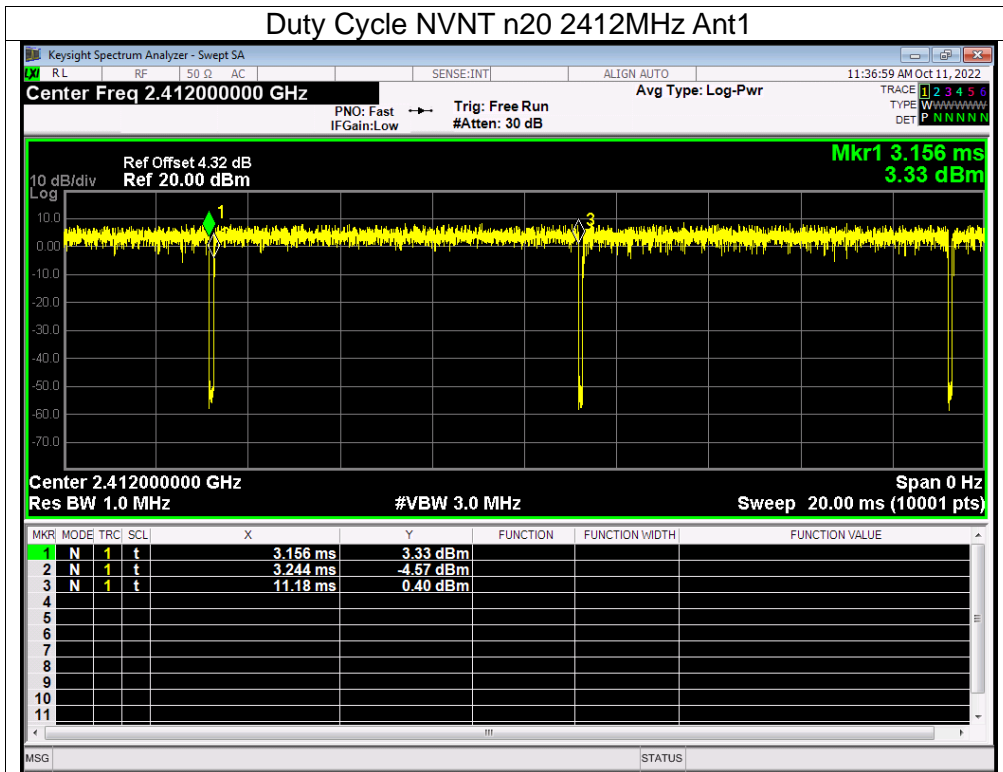 Duty Cycle NVNT n20 2412MHz Ant1
Keysight Spectrum Analyzer - Swept SA
LXI RL RF 50 Ω AC SENSE:INT ALIGN AUTO 11:36:59 AM Oct 11, 2022
Center Freq 2.412000000 GHz Avg Type: Log-Pwr TRACE 1 2 3 4 5 6
PNO: Fast Trig: Free Run TYPE WWWWWW
IFGain:Low #Atten: 30 dB DET P N N N N N
Mkr1 3.156 ms
Ref Offset 4.32 dB
10 dB/div Ref 20.00 dBm 3.33 dBm
Log
1
3
10.0
0.00
-10.0
-20.0
-30.0
-40.0
-50.0
-60.0
-70.0
Center 2.412000000 GHz Span 0 Hz
Res BW 1.0 MHz #VBW 3.0 MHz Sweep 20.00 ms (10001 pts)
MKR MODE TRC SCL X Y FUNCTION FUNCTION WIDTH FUNCTION VALUE
1 N 1 t 3.156 ms 3.33 dBm
2 N 1 t 3.244 ms -4.57 dBm
3 N 1 t 11.18 ms 0.40 dBm
4
5
6
7
8
9
10
11
MSG STATUS